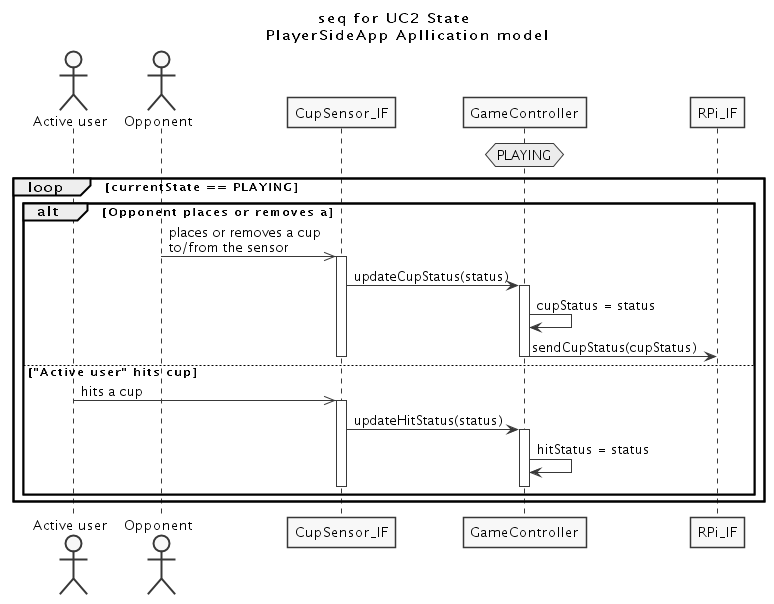 seq for UC2 State
PlayerSideApp Apllication model
Active user
Opponent
CupSensor_IF
GameController
RPi_IF
PLAYING
loop
[currentState == PLAYING]
alt
[Opponent places or removes a]
places or removes a cup
to/from the sensor
updateCupStatus(status)
cupStatus = status
sendCupStatus(cupStatus)
["Active user" hits cup]
hits a cup
updateHitStatus(status)
hitStatus = status
Active user
Opponent
CupSensor_IF
GameController
RPi_IF